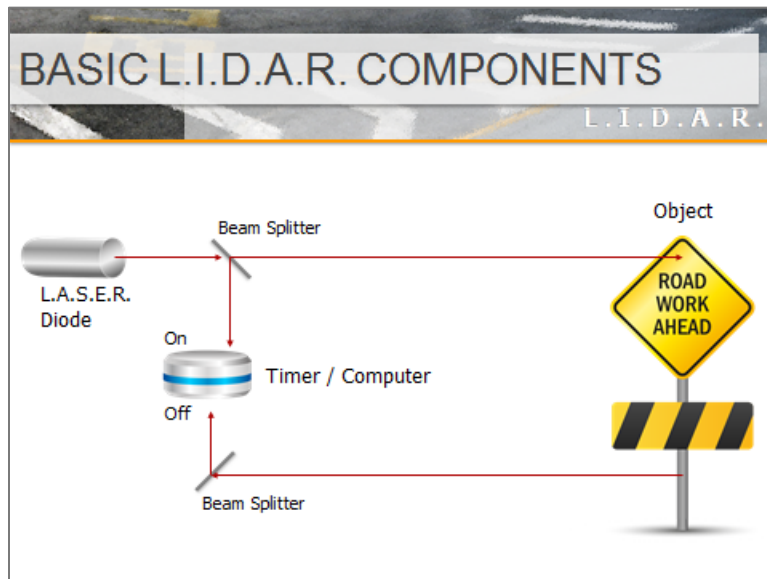 BASIC L.I.D.A.R. COMPONENTS
L.I.D.A.R.
Beam Splitter
Object
L.A.S.E.R.
Diode
ROAD
WORK
AHEAD
On
Timer / Computer
Off
Beam Splitter